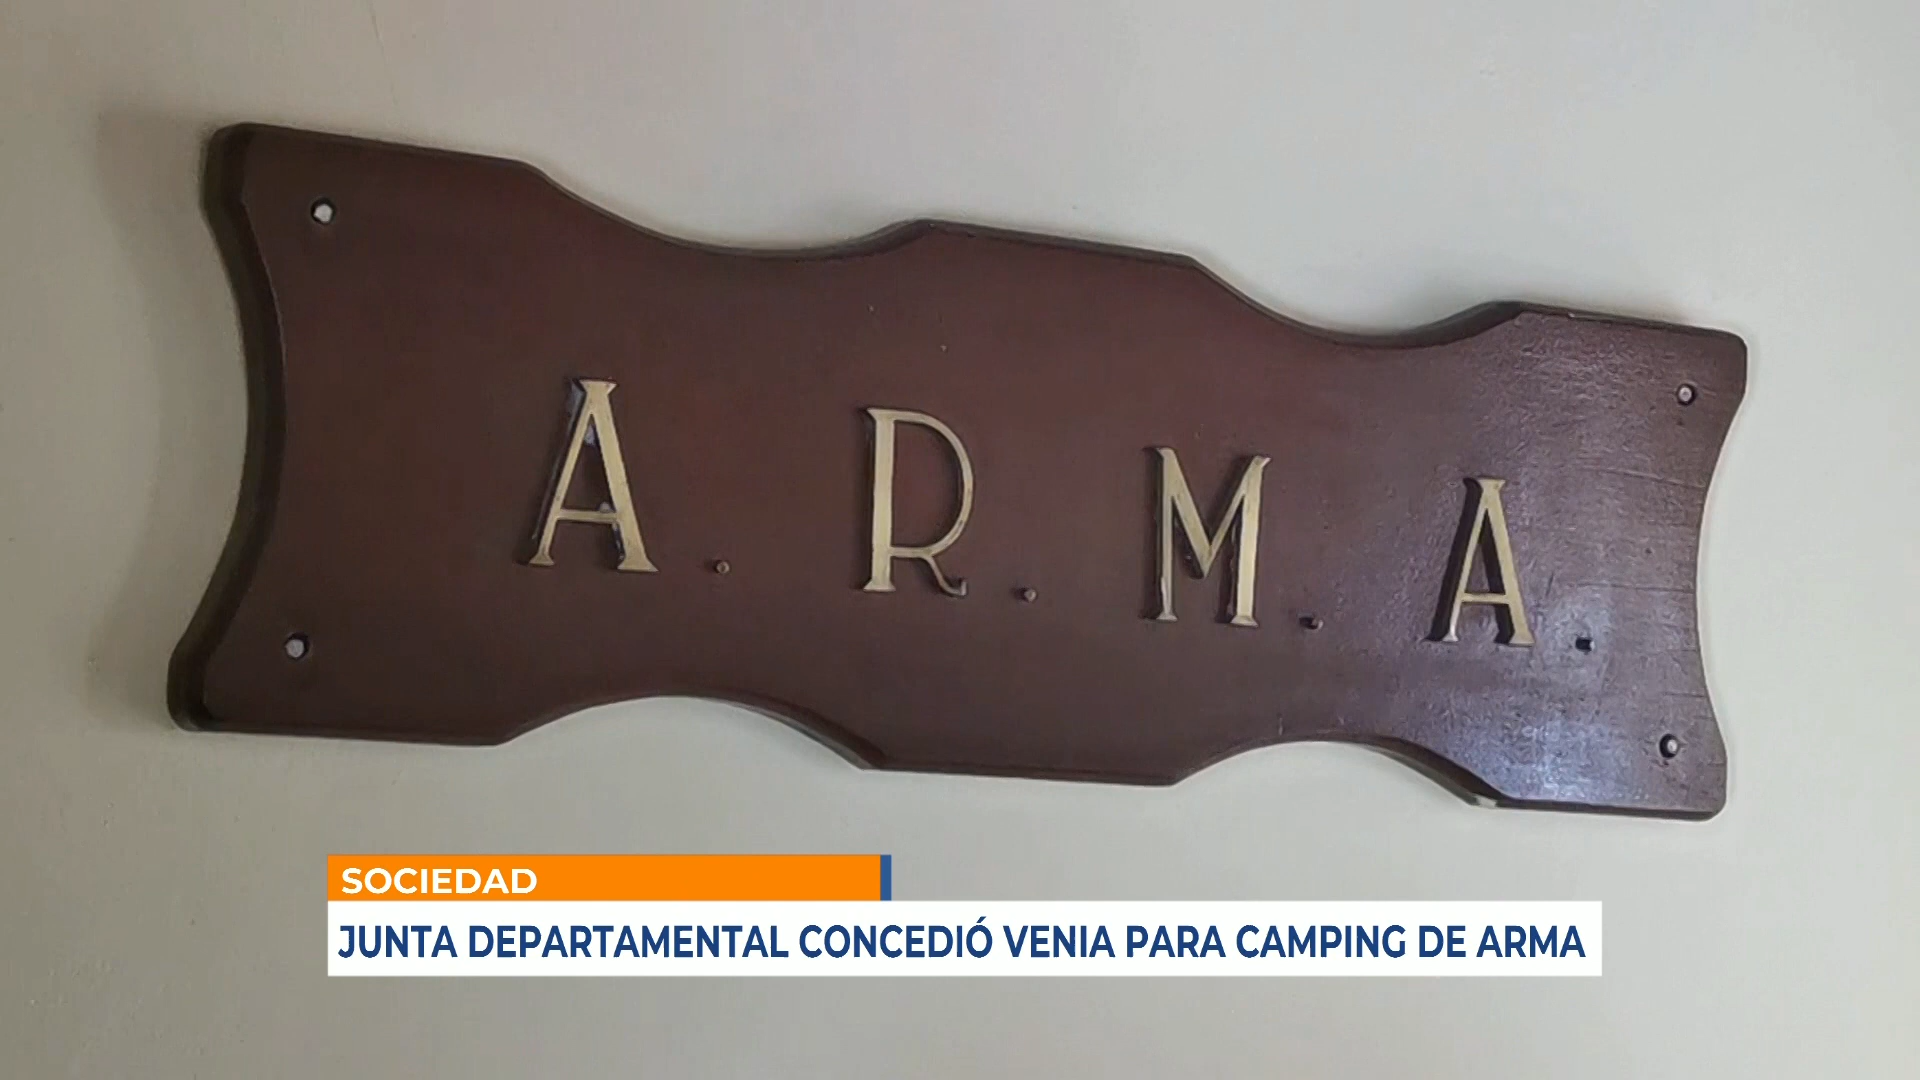 A.R.M.A.
SOCIEDAD
JUNTA DEPARTAMENTAL CONCEDIÓ VENIA PARA CAMPING DE ARMA